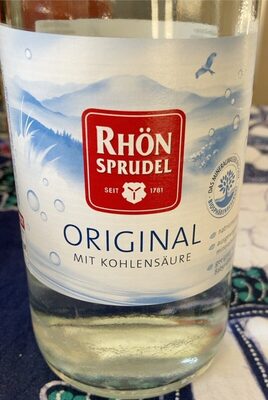 RHÖN
SPRUDEL
SEIT 1781
ORIGINAL
MIT KOHLENSÄURE